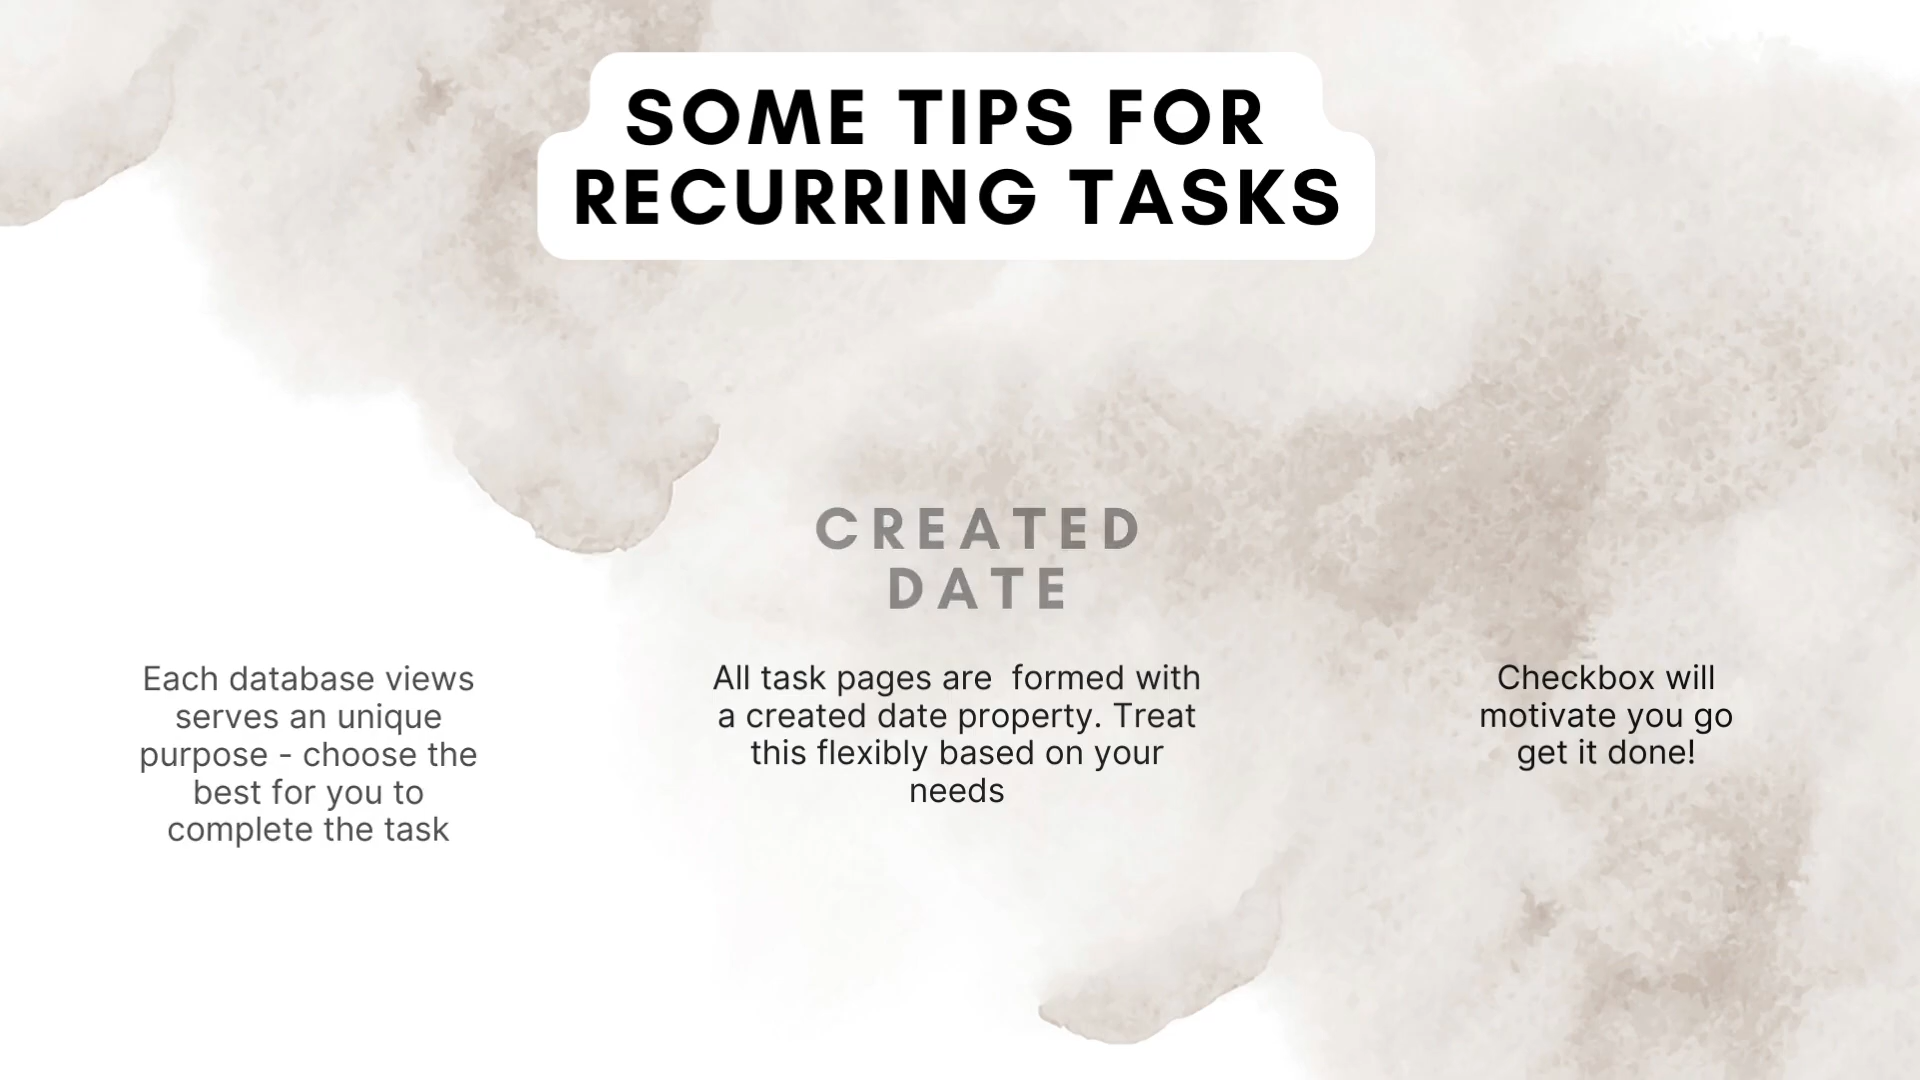 SOME TIPS FOR
RECURRING TASKS
Each database views
serves an unique
purpose - choose the
best for you to
complete the task
CREATED
DATE
All task pages are  formed with
a created date property. Treat
this flexibly based on your
needs
Checkbox will
motivate you go
get it done!